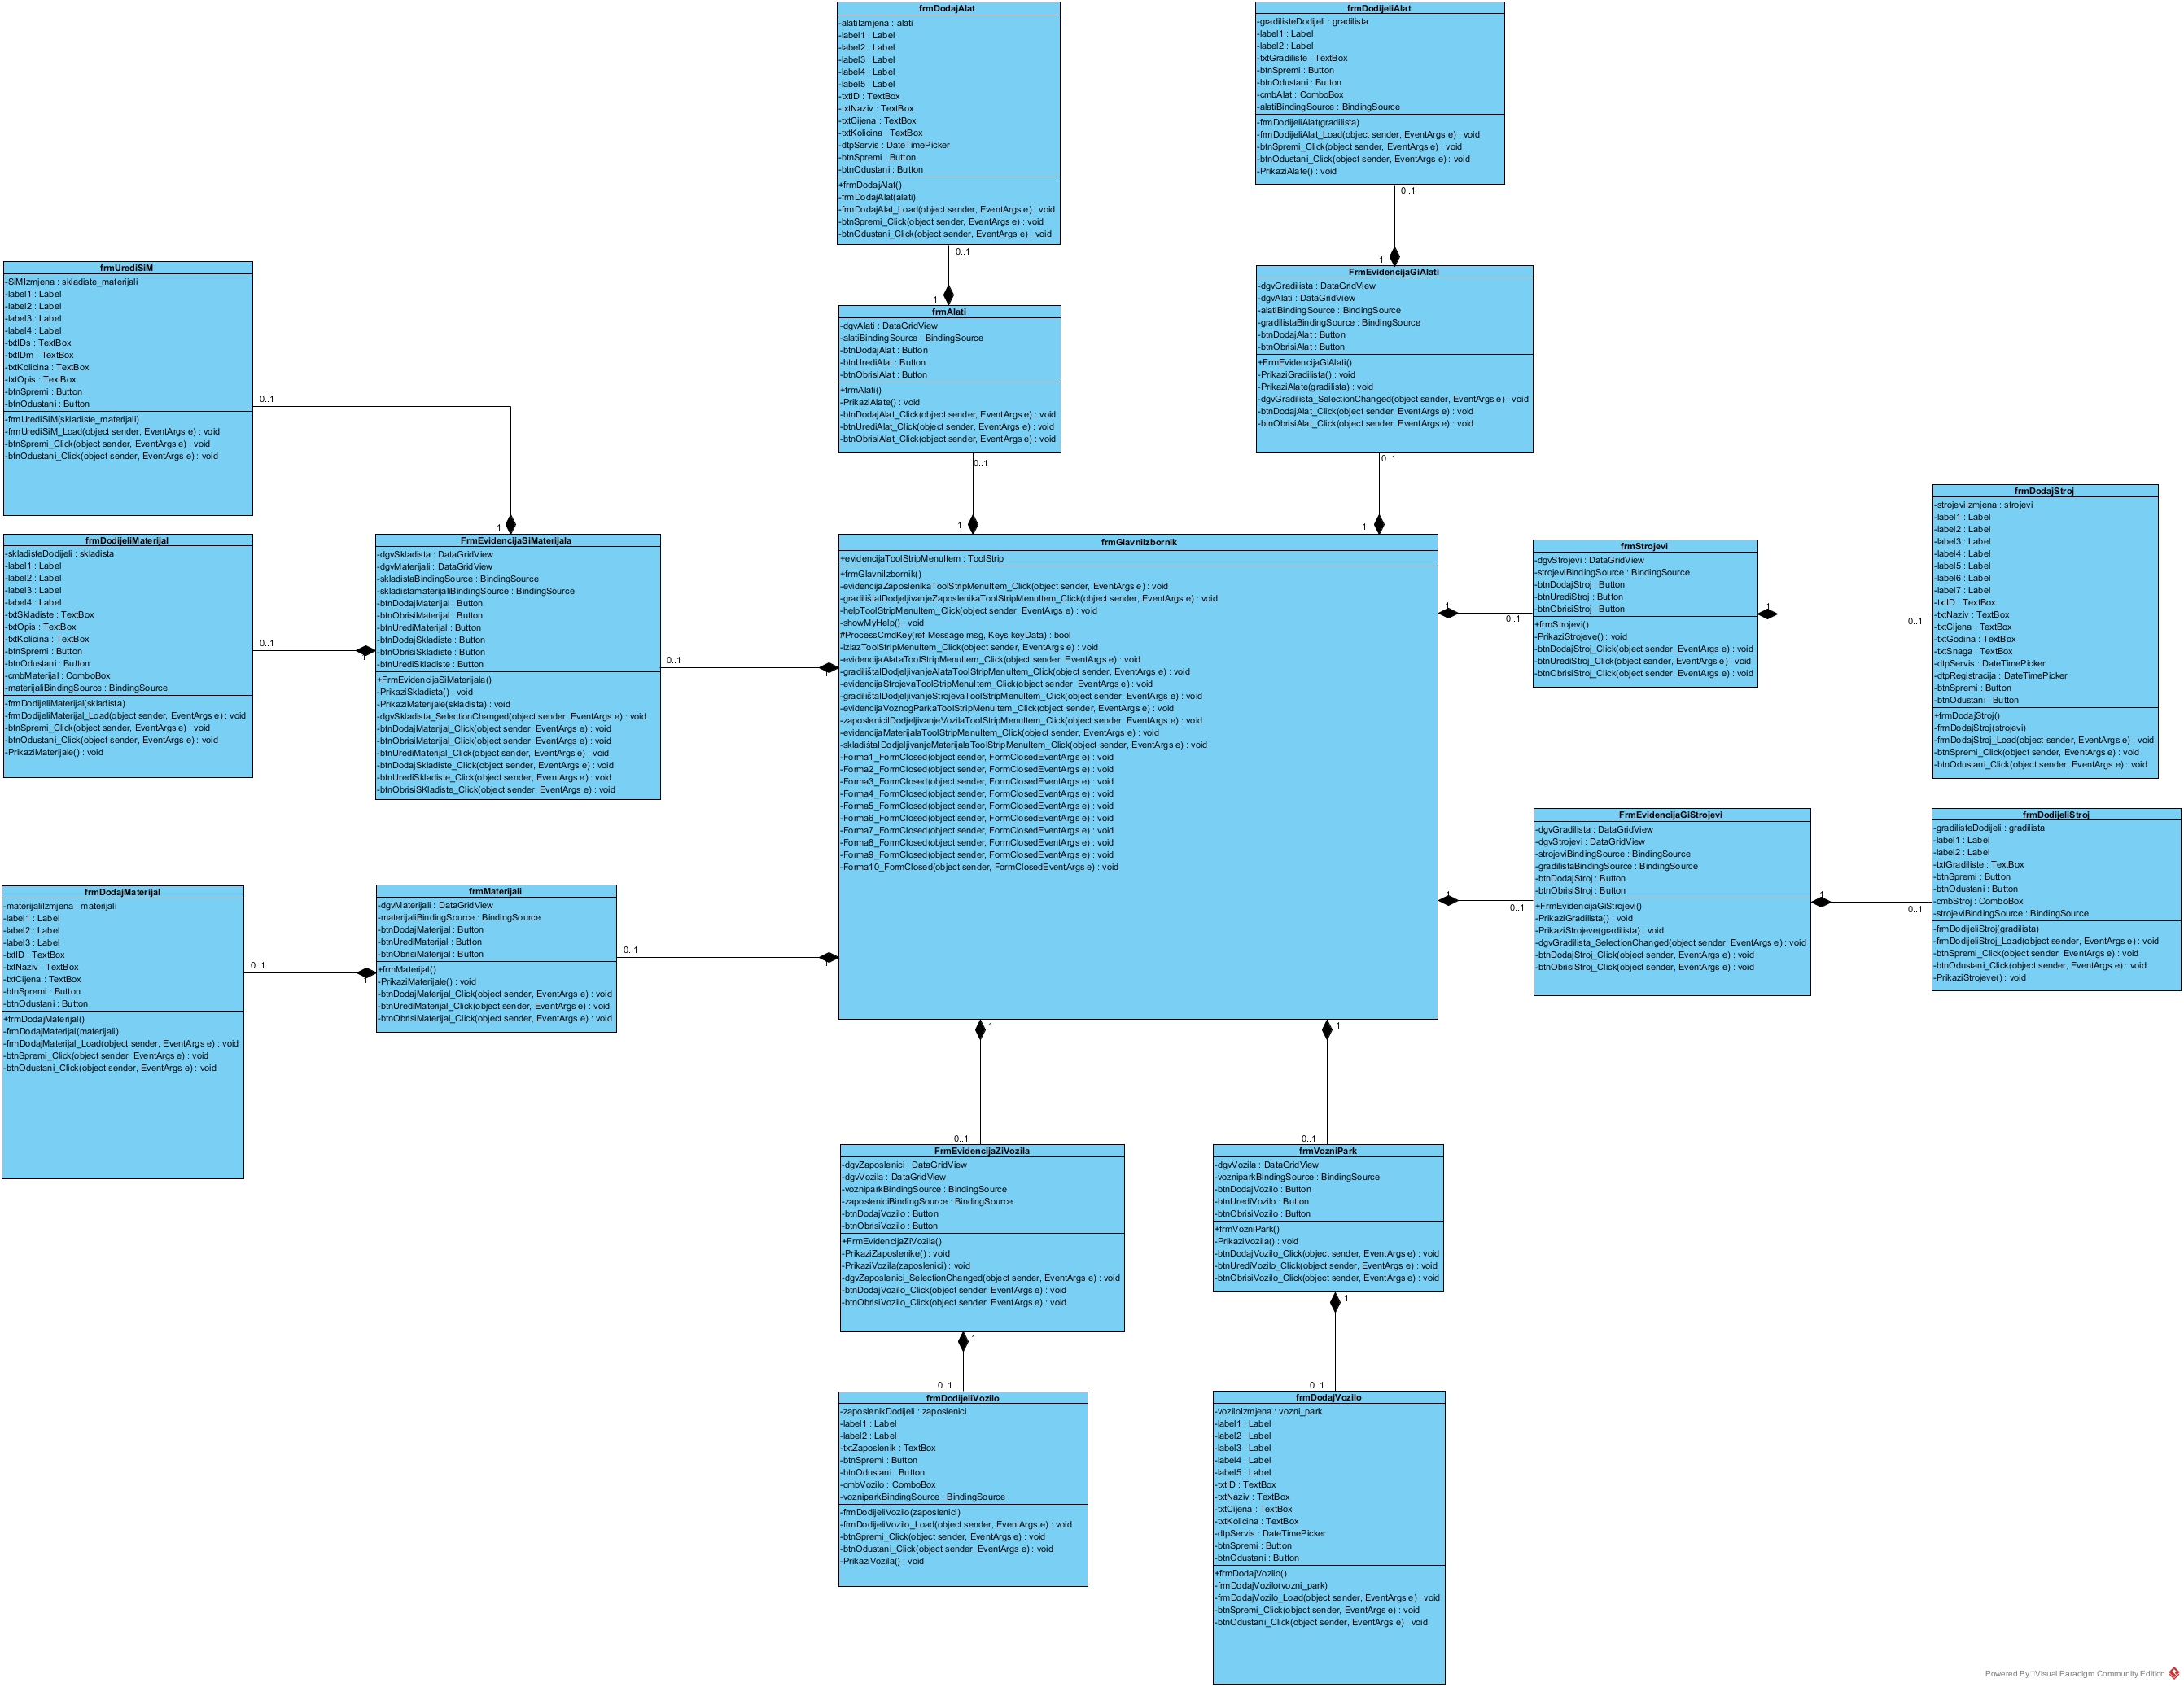 frmDodajAlat
-alatiIzmjena : alati
-label1 : Label
-label2 : Label
-label3 : Label
-label4 : Label
-label5 : Label
-txtID : TextBox
-txtNaziv : TextBox
-txtCijena : TextBox
-txtKolicina : TextBox
-dtpServis : DateTimePicker
-btnSpremi : Button
-btnOdustani : Button
+frmDodajAlat()
-frmDodajAlat(alati)
-frmDodajAlat_Load(object sender, EventArgs e) : void
-btnSpremi_Click(object sender, EventArgs e) : void
-btnOdustani_Click(object sender, EventArgs e) : void
0..1
1
frmDodijeliAlat
-gradilisteDodijeli : gradilista
-label1 : Label
-label2 : Label
-txtGradiliste : TextBox
-btnSpremi : Button
-btnOdustani : Button
-cmbAlat : ComboBox
-alatiBindingSource : BindingSource
-frmDodijeliAlat(gradilista)
-frmDodijeliAlat_Load(object sender, EventArgs e) : void
-btnSpremi_Click(object sender, EventArgs e) : void
-btnOdustani_Click(object sender, EventArgs e) : void
-PrikaziAlate() : void
0..1
1
frmUrediSiM
-SiMIzmjena : skladiste_materijali
-label1 : Label
-label2 : Label
-label3 : Label
-label4 : Label
-txtIDs : TextBox
-txtIDm : TextBox
-txtKolicina : TextBox
-txtOpis : TextBox
-btnSpremi : Button
-btnOdustani : Button
-frmUrediSiM(skladiste_materijali)
-frmUrediSiM_Load(object sender, EventArgs e) : void
-btnSpremi_Click(object sender, EventArgs e) : void
-btnOdustani_Click(object sender, EventArgs e) : void
0..1
1
frmAlati
-dgvAlati : DataGridView
-alatiBindingSource : BindingSource
-btnDodajAlat : Button
-btnUrediAlat : Button
-btnObrisiAlat : Button
+frmAlati()
-PrikaziAlate() : void
-btnDodajAlat_Click(object sender, EventArgs e) : void
-btnUrediAlat_Click(object sender, EventArgs e) : void
-btnObrisiAlat_Click(object sender, EventArgs e) : void
0..1
1
FrmEvidencijaGiAlati
-dgvGradilista : DataGridView
-dgvAlati : DataGridView
-alatiBindingSource : BindingSource
-gradilistaBindingSource : BindingSource
-btnDodajAlat : Button
-btnObrisiAlat : Button
+FrmEvidencijaGiAlati()
-PrikaziGradilista() : void
-PrikaziAlate(gradilista) : void
-dgvGradilista_SelectionChanged(object sender, EventArgs e) : void
-btnDodajAlat_Click(object sender, EventArgs e) : void
-btnObrisiAlat_Click(object sender, EventArgs e) : void
0..1
1
frmDodijeliMaterijal
-skladisteDodijeli : skladista
-label1 : Label
-label2 : Label
-label3 : Label
-label4 : Label
-txtSkladiste : TextBox
-txtOpis : TextBox
-txtKolicina : TextBox
-btnSpremi : Button
-btnOdustani : Button
-cmbMaterijal : ComboBox
-materijaliBindingSource : BindingSource
-frmDodijeliMaterijal(skladista)
-frmDodijeliMaterijal_Load(object sender, EventArgs e) : void
-btnSpremi_Click(object sender, EventArgs e) : void
-btnOdustani_Click(object sender, EventArgs e) : void
-PrikaziMaterijale() : void
0..1
1
FrmEvidencijaSiMaterijala
-dgvSkladista : DataGridView
-dgvMaterijali : DataGridView
-skladistaBindingSource : BindingSource
-skladistamaterijaliBindingSource : BindingSource
-btnDodajMaterijal : Button
-btnObrisiMaterijal : Button
-btnUrediMaterijal : Button
-btnDodajSkladiste : Button
-btnObrisiSkladiste : Button
-btnUrediSkladiste : Button
+FrmEvidencijaSiMaterijala()
-PrikaziSkladista() : void
-PrikaziMaterijale(skladista) : void
-dgvSkladista_SelectionChanged(object sender, EventArgs e) : void
-btnDodajMaterijal_Click(object sender, EventArgs e) : void
-btnObrisiMaterijal_Click(object sender, EventArgs e) : void
-btnUrediMaterijal_Click(object sender, EventArgs e) : void
-btnDodajSkladiste_Click(object sender, EventArgs e) : void
-btnUrediSkladiste_Click(object sender, EventArgs e) : void
-btnObrisiSKladiste_Click(object sender, EventArgs e) : void
0..1
1
frmGlavniIzbornik
+evidencijaToolStripMenuItem : ToolStrip
+frmGlavniIzbornik()
-evidencijaZaposlenikaToolStripMenuItem_Click(object sender, EventArgs e) : void
-gradilištaIDodjeljivanjeZaposlenikaToolStripMenuItem_Click(object sender, EventArgs e) : void
-helpToolStripMenuItem_Click(object sender, EventArgs e) : void
-showMyHelp() : void
#ProcessCmdKey(ref Message msg, Keys keyData) : bool
-izlazToolStripMenuItem_Click(object sender, EventArgs e) : void
-evidencijaAlataToolStripMenuItem_Click(object sender, EventArgs e) : void
-gradilištaIDodjeljivanjeAlataToolStripMenuItem_Click(object sender, EventArgs e) : void
-evidencijaStrojevaToolStripMenuItem_Click(object sender, EventArgs e) : void
-gradilištaIDodjeljivanjeStrojevaToolStripMenuItem_Click(object sender, EventArgs e) : void
-evidencijaVoznogParkaToolStripMenuItem_Click(object sender, EventArgs e) : void
-zaposleniciIDodjeljivanjeVozilaToolStripMenuItem_Click(object sender, EventArgs e) : void
-evidencijaMaterijalaToolStripMenuItem_Click(object sender, EventArgs e) : void
-skladištaIDodjeljivanjeMaterijalaToolStripMenuItem_Click(object sender, EventArgs e) : void
-Forma1_FormClosed(object sender, FormClosedEventArgs e) : void
-Forma2_FormClosed(object sender, FormClosedEventArgs e) : void
-Forma3_FormClosed(object sender, FormClosedEventArgs e) : void
-Forma4_FormClosed(object sender, FormClosedEventArgs e) : void
-Forma5_FormClosed(object sender, FormClosedEventArgs e) : void
-Forma6_FormClosed(object sender, FormClosedEventArgs e) : void
-Forma7_FormClosed(object sender, FormClosedEventArgs e) : void
-Forma8_FormClosed(object sender, FormClosedEventArgs e) : void
-Forma9_FormClosed(object sender, FormClosedEventArgs e) : void
-Forma10_FormClosed(object sender, FormClosedEventArgs e) : void
1
0..1
frmStrojevi
-dgvStrojevi : DataGridView
-strojeviBindingSource : BindingSource
-btnDodajStroj : Button
-btnUrediStroj : Button
-btnObrisiStroj : Button
+frmStrojevi()
-PrikaziStrojeve() : void
-btnDodajStroj_Click(object sender, EventArgs e) : void
-btnUrediStroj_Click(object sender, EventArgs e) : void
-btnObrisiStroj_Click(object sender, EventArgs e) : void
1
0..1
frmDodajStroj
-strojeviIzmjena : strojevi
-label1 : Label
-label2 : Label
-label3 : Label
-label4 : Label
-label5 : Label
-label6 : Label
-label7 : Label
-txtID : TextBox
-txtNaziv : TextBox
-txtCijena : TextBox
-txtGodina : TextBox
-txtSnaga : TextBox
-dtpServis : DateTimePicker
-dtpRegistracija : DateTimePicker
-btnSpremi : Button
-btnOdustani : Button
+frmDodajStroj()
-frmDodajStroj(strojevi)
-frmDodajStroj_Load(object sender, EventArgs e) : void
-btnSpremi_Click(object sender, EventArgs e) : void
-btnOdustani_Click(object sender, EventArgs e) : void
1
0..1
FrmEvidencijaGiStrojevi
-dgvGradilista : DataGridView
-dgvStrojevi : DataGridView
-strojeviBindingSource : BindingSource
-gradilistaBindingSource : BindingSource
-btnDodajStroj : Button
-btnObrisiStroj : Button
+FrmEvidencijaGiStrojevi()
-PrikaziGradilista() : void
-PrikaziStrojeve(gradilista) : void
-dgvGradilista_SelectionChanged(object sender, EventArgs e) : void
-btnDodajStroj_Click(object sender, EventArgs e) : void
-btnObrisiStroj_Click(object sender, EventArgs e) : void
1
0..1
frmDodijeliStroj
-gradilisteDodijeli : gradilista
-label1 : Label
-label2 : Label
-txtGradiliste : TextBox
-btnSpremi : Button
-btnOdustani : Button
-cmbStroj : ComboBox
-strojeviBindingSource : BindingSource
-frmDodijeliStroj(gradilista)
-frmDodijeliStroj_Load(object sender, EventArgs e) : void
-btnSpremi_Click(object sender, EventArgs e) : void
-btnOdustani_Click(object sender, EventArgs e) : void
-PrikaziStrojeve() : void
frmDodajMaterijal
-materijaliIzmjena : materijali
-label1 : Label
-label2 : Label
-label3 : Label
-txtID : TextBox
-txtNaziv : TextBox
-txtCijena : TextBox
-btnSpremi : Button
-btnOdustani : Button
+frmDodajMaterijal()
-frmDodajMaterijal(materijali)
-frmDodajMaterijal_Load(object sender, EventArgs e) : void
-btnSpremi_Click(object sender, EventArgs e) : void
-btnOdustani_Click(object sender, EventArgs e) : void
0..1
1
frmMaterijali
-dgvMaterijali : DataGridView
-materijaliBindingSource : BindingSource
-btnDodajMaterijal : Button
-btnUrediMaterijal : Button
-btnObrisiMaterijal : Button
+frmMaterijal()
-PrikaziMaterijale() : void
-btnDodajMaterijal_Click(object sender, EventArgs e) : void
-btnUrediMaterijal_Click(object sender, EventArgs e) : void
-btnObrisiMaterijal_Click(object sender, EventArgs e) : void
0..1
1
1
0..1
1
0..1
FrmEvidencijaZiVozila
-dgvZaposlenici : DataGridView
-dgvVozila : DataGridView
-vozniparkBindingSource : BindingSource
-zaposleniciBindingSource : BindingSource
-btnDodajVozilo : Button
-btnObrisiVozilo : Button
+FrmEvidencijaZiVozila()
-PrikaziZaposlenike() : void
-PrikaziVozila(zaposlenici) : void
-dgvZaposlenici_SelectionChanged(object sender, EventArgs e) : void
-btnDodajVozilo_Click(object sender, EventArgs e) : void
-btnObrisiVozilo_Click(object sender, EventArgs e) : void
1
0..1
frmVozniPark
-dgvVozila : DataGridView
-vozniparkBindingSource : BindingSource
-btnDodajVozilo : Button
-btnUrediVozilo : Button
-btnObrisiVozilo : Button
+frmVozniPark()
-PrikaziVozila() : void
-btnDodajVozilo_Click(object sender, EventArgs e) : void
-btnUrediVozilo_Click(object sender, EventArgs e) : void
-btnObrisiVozilo_Click(object sender, EventArgs e) : void
1
0..1
frmDodijeliVozilo
-zaposlenikDodijeli : zaposlenici
-label1 : Label
-label2 : Label
-txtZaposlenik : TextBox
-btnSpremi : Button
-btnOdustani : Button
-cmbVozilo : ComboBox
-vozniparkBindingSource : BindingSource
-frmDodijeliVozilo(zaposlenici)
-frmDodijeliVozilo_Load(object sender, EventArgs e) : void
-btnSpremi_Click(object sender, EventArgs e) : void
-btnOdustani_Click(object sender, EventArgs e) : void
-PrikaziVozila() : void
frmDodajVozilo
-voziloIzmjena : vozni_park
-label1 : Label
-label2 : Label
-label3 : Label
-label4 : Label
-label5 : Label
-txtID : TextBox
-txtNaziv : TextBox
-txtCijena : TextBox
-txtKolicina : TextBox
-dtpServis : DateTimePicker
-btnSpremi : Button
-btnOdustani : Button
+frmDodajVozilo()
-frmDodajVozilo(vozni_park)
-frmDodajVozilo_Load(object sender, EventArgs e) : void
-btnSpremi_Click(object sender, EventArgs e) : void
-btnOdustani_Click(object sender, EventArgs e) : void
Powered By Visual Paradigm Community Edition